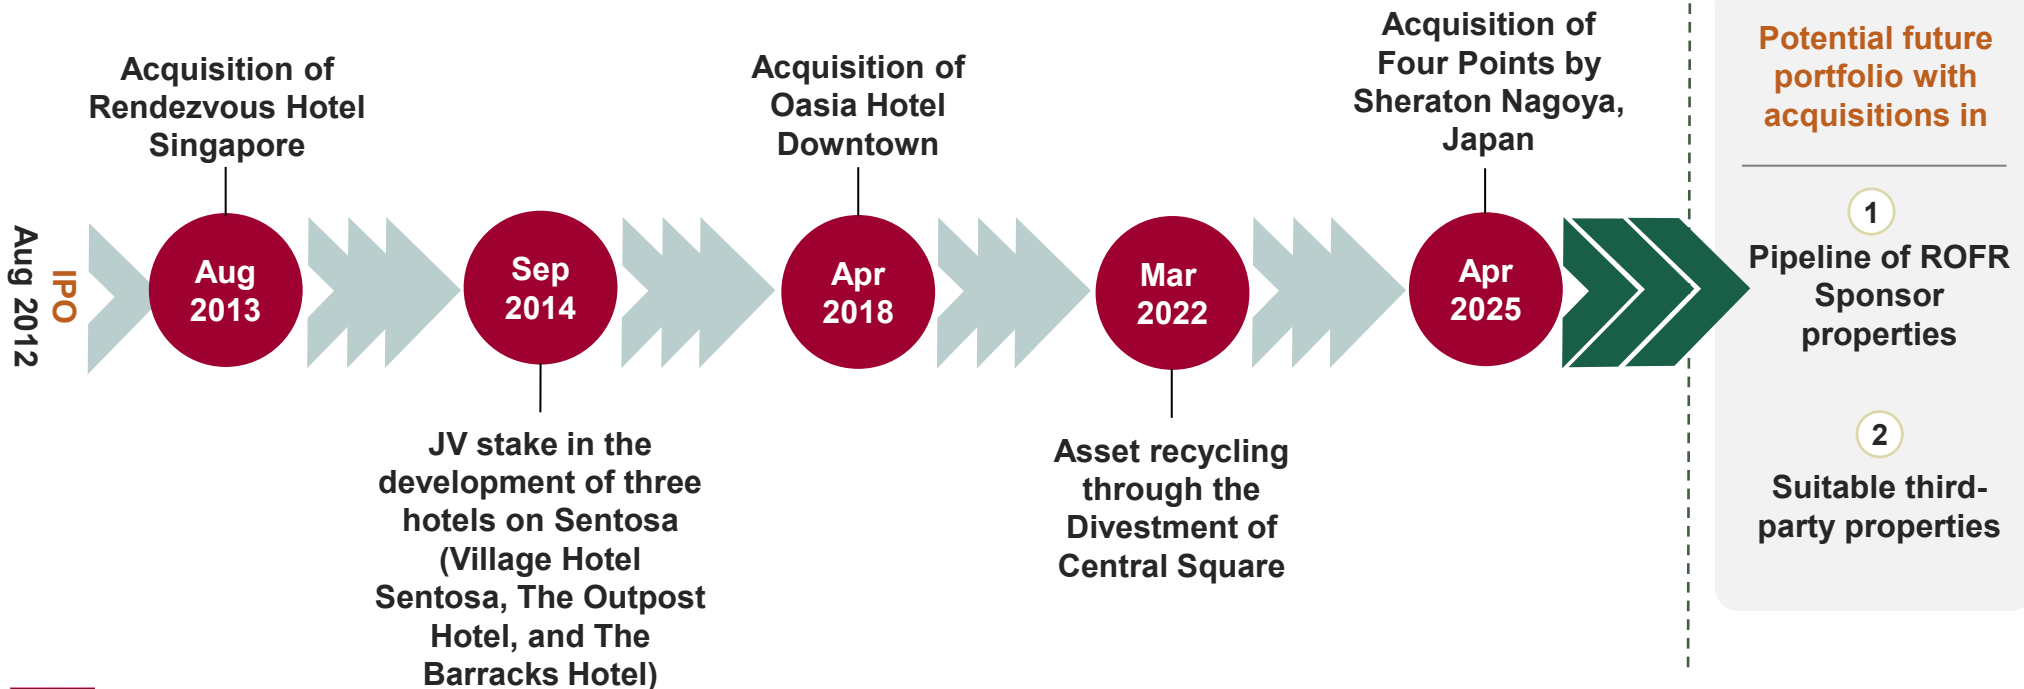 IPO
Aug 2012
Acquisition of
Rendezvous Hotel
Singapore
Aug
2013
Sep
2014
JV stake in the
development of three
hotels on Sentosa
(Village Hotel
Sentosa, The Outpost
Hotel, and The
Barracks Hotel)
Acquisition of
Oasia Hotel
Downtown
Apr
2018
Mar
2022
Asset recycling
through the
Divestment of
Central Square
Acquisition of
Four Points by
Sheraton Nagoya,
Japan
Apr
2025
Potential future
portfolio with
acquisitions in
1
Pipeline of ROFR
Sponsor
properties
2
Suitable third-
party properties